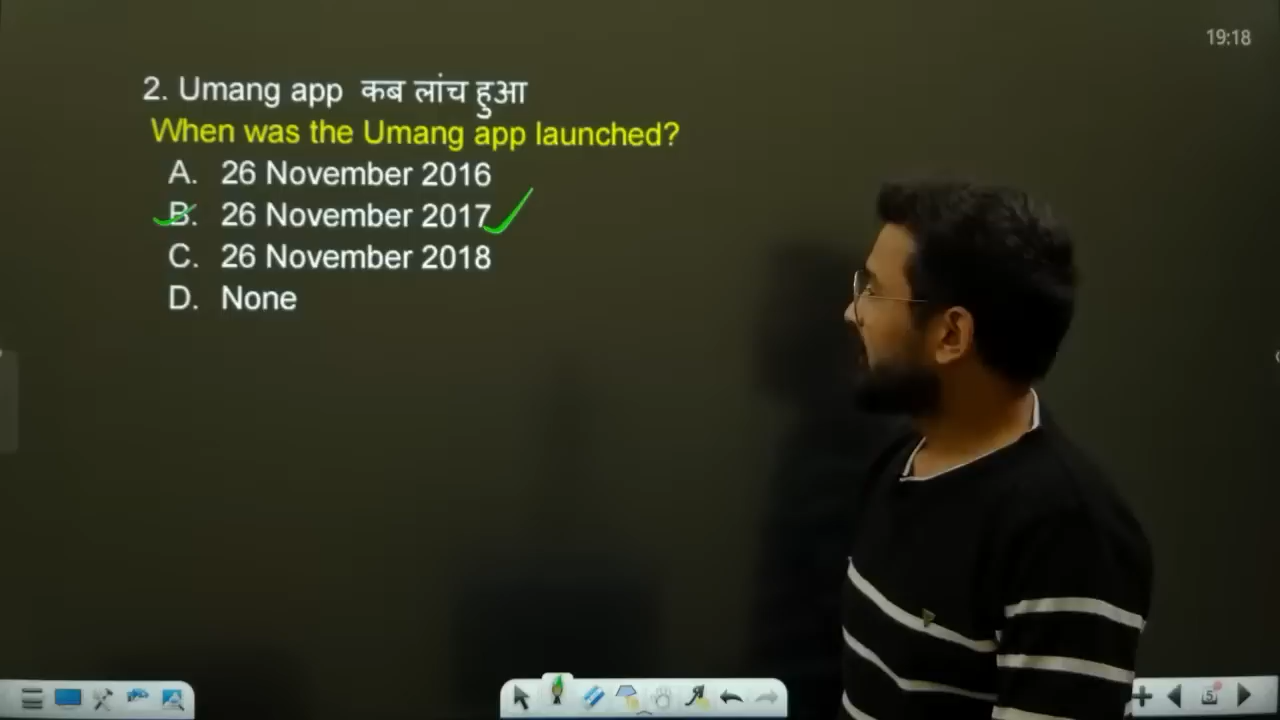 19:18
2. Umang app कब लांच हुआ
When was the Umang app launched?
A. 26 November 2016
B. 26 November 2017
C. 26 November 2018
D. None
5